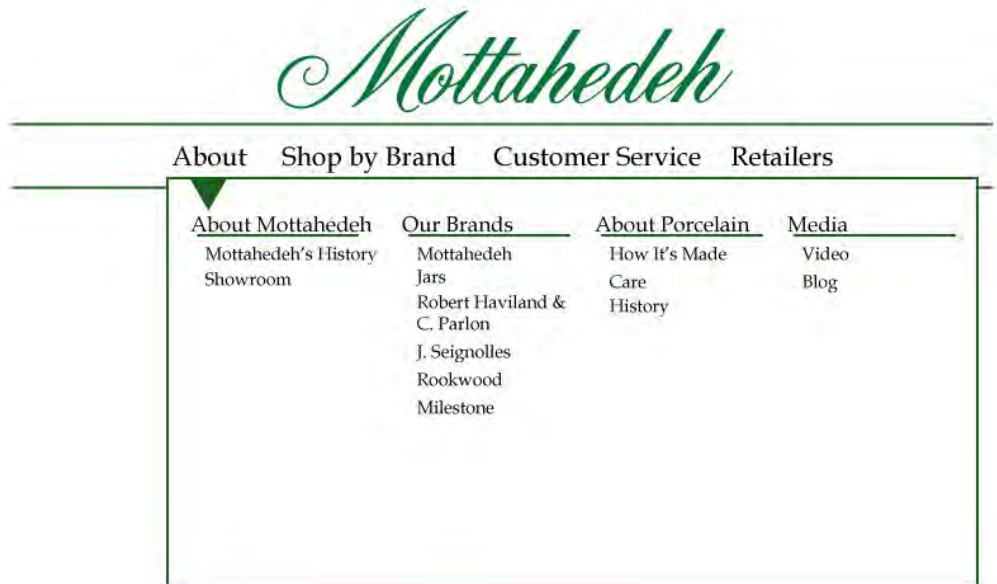 Mottahedeh
About Shop by Brand Customer Service Retailers
About Mottahedeh
Mottahedeh's History
Showroom
Our Brands
Mottahedeh
Jars
Robert Haviland &
C. Parlon
J. Seignolles
Rookwood
Milestone
About Porcelain
How It's Made
Care
History
Media
Video
Blog